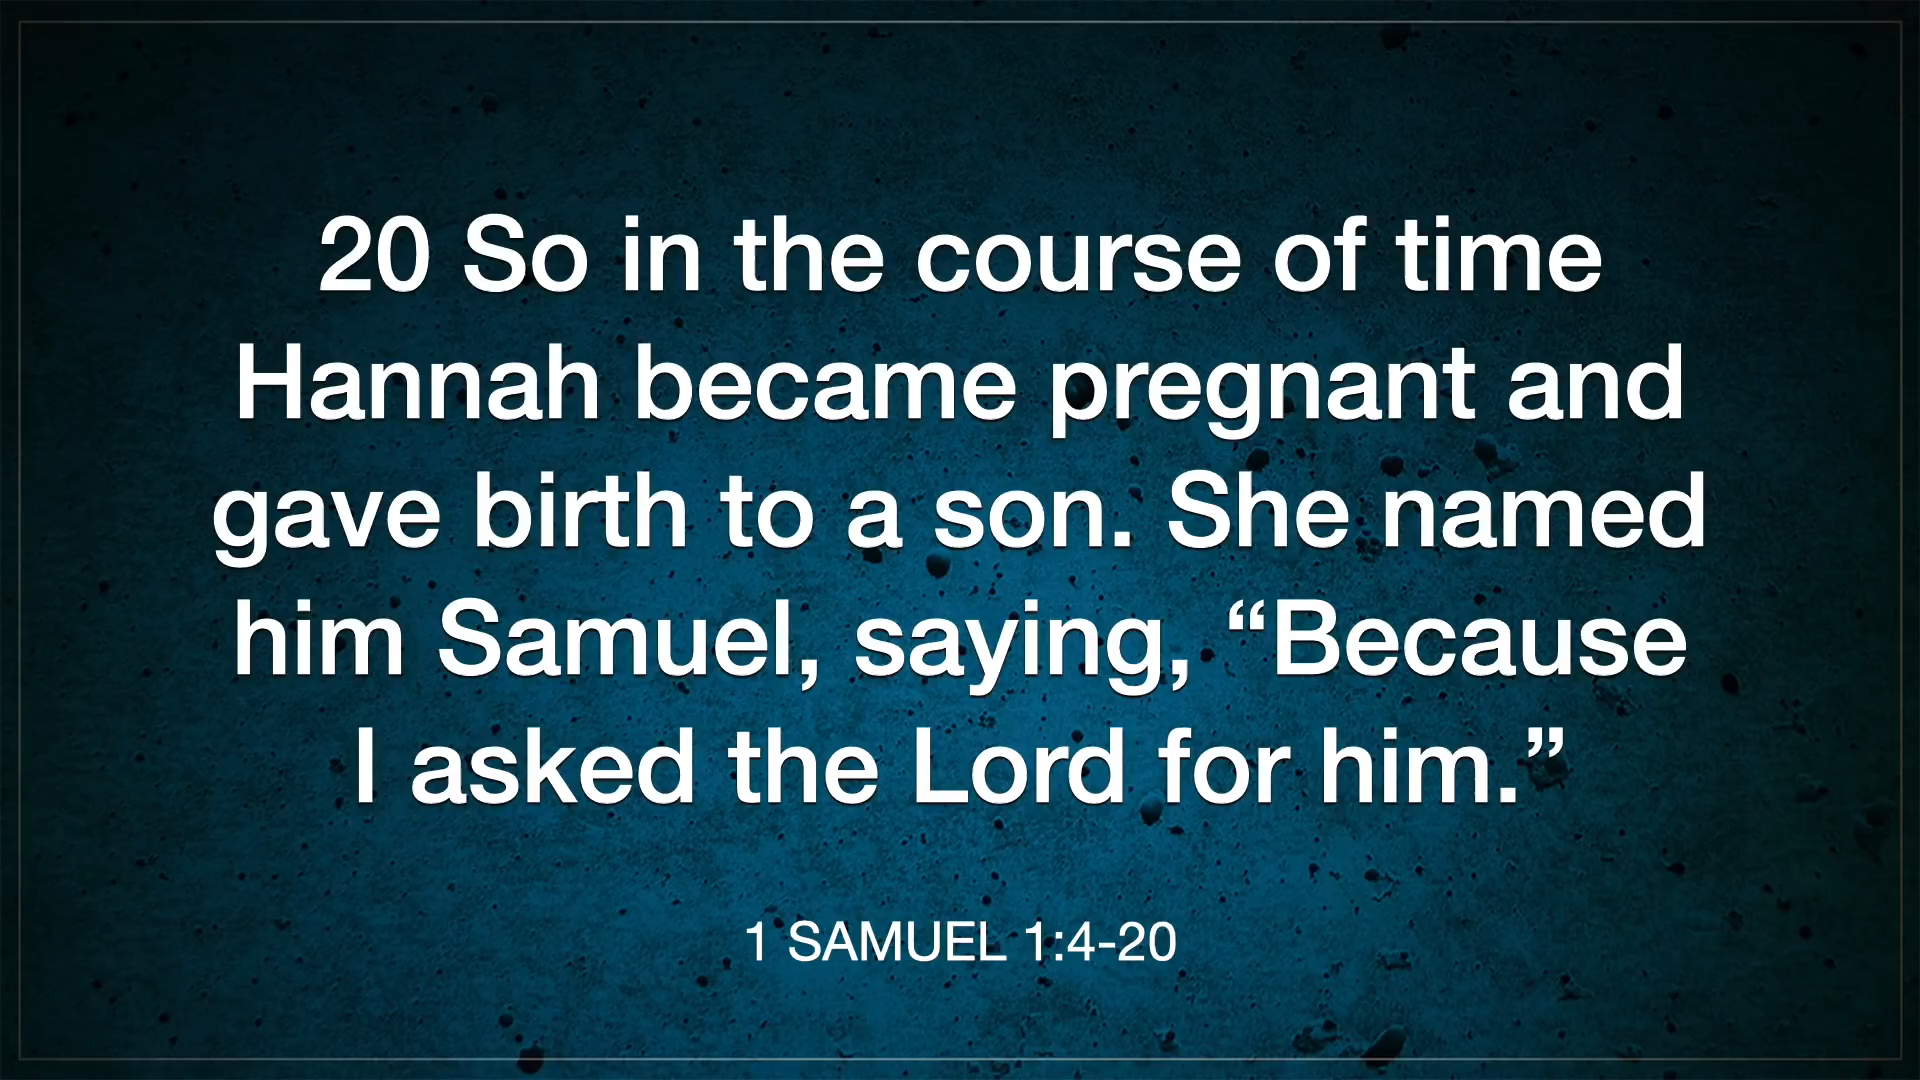 20 So in the course of time
Hannah became pregnant and
gave birth to a son. She named
him Samuel, saying, “Because
I asked the Lord for him.”
1 SAMUEL 1:4-20